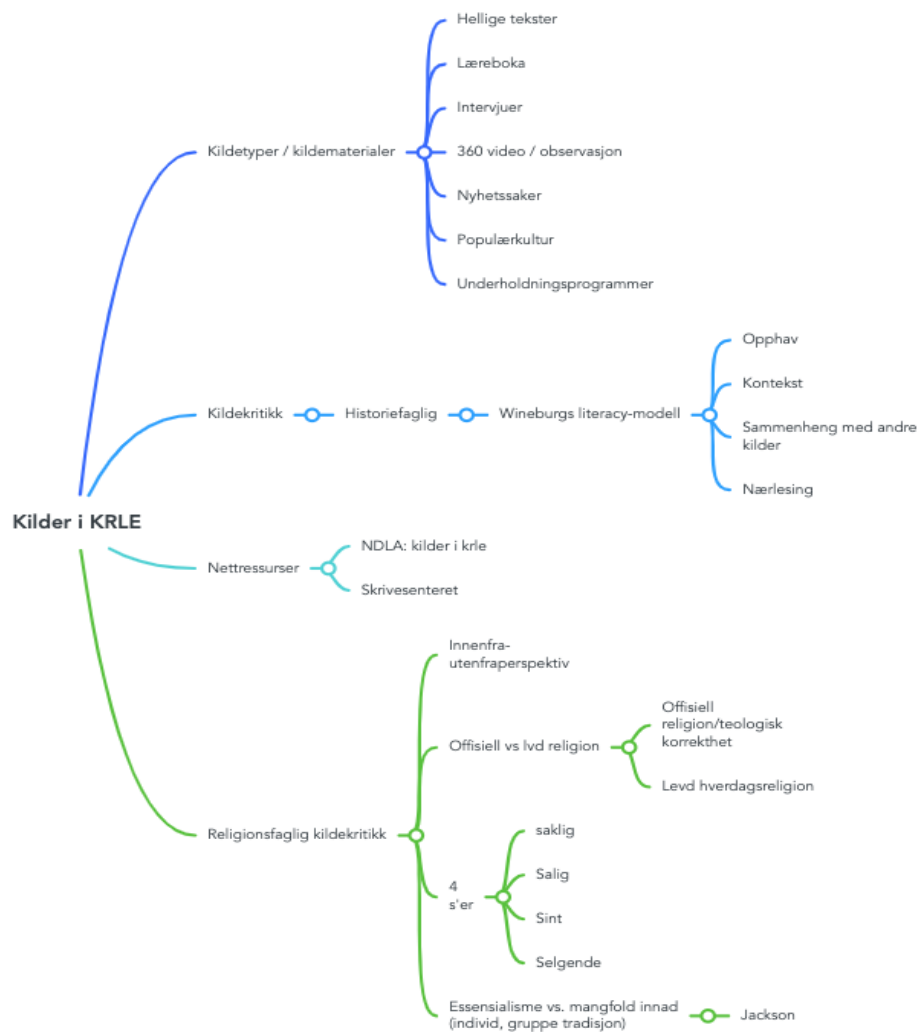 Hellige tekster
Læreboka
Intervjuer
Kildetyper / kildematerialer
360 video / observasjon
Nyhetssaker
Populærkultur
Underholdningsprogrammer
Opphav
Kontekst
Kildekritikk
Historiefaglig
Wineburgs literacy-modell
Sammenheng med andre
kilder
Nærlesing
Kilder i KRLE
NDLA: kilder i krle
Nettressurser
Skrivesenteret
Innenfra-
utenfraperspektiv
Offisiell vs lvd religion
Offisiell
religion/teologisk
korrekthet
Levd hverdagsreligion
Religionsfaglig kildekritikk
saklig
Salig
4
s'er
Sint
Selgende
Essensialisme vs. mangfold innad
(individ, gruppe tradisjon)
Jackson